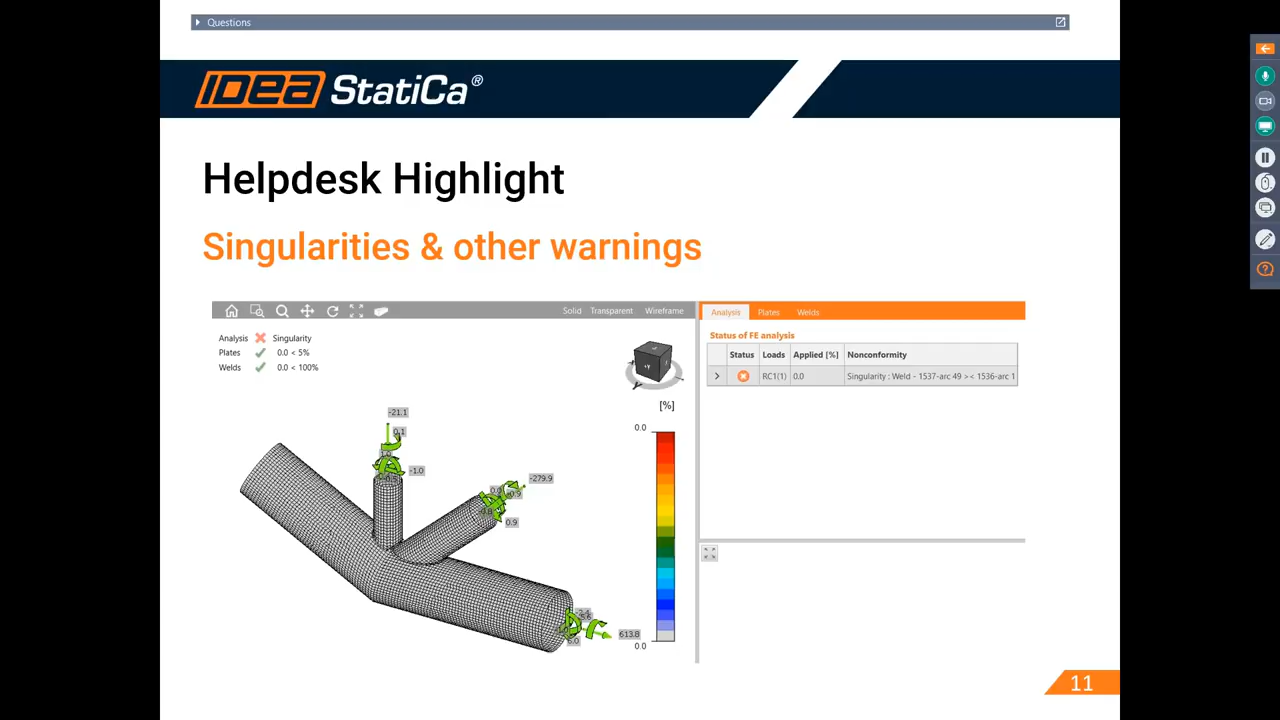 Questions
IDEA StatiCa®
Helpdesk Highlight
Singularities & other warnings
Solid Transparent Wireframe
Analysis Singularity
Plates 0.0 < 5%
Welds 0.0 < 100%
[%]
0.0
0.0
-21.1
0.1
-1.0
-279.9
0.9
613.8
Analysis Plates Welds
Status of FE analysis
Status Loads Applied [%] Nonconformity
RC1(1) 0.0 Singularity : Weld - 1537-arc 49 >< 1536-arc 1
11